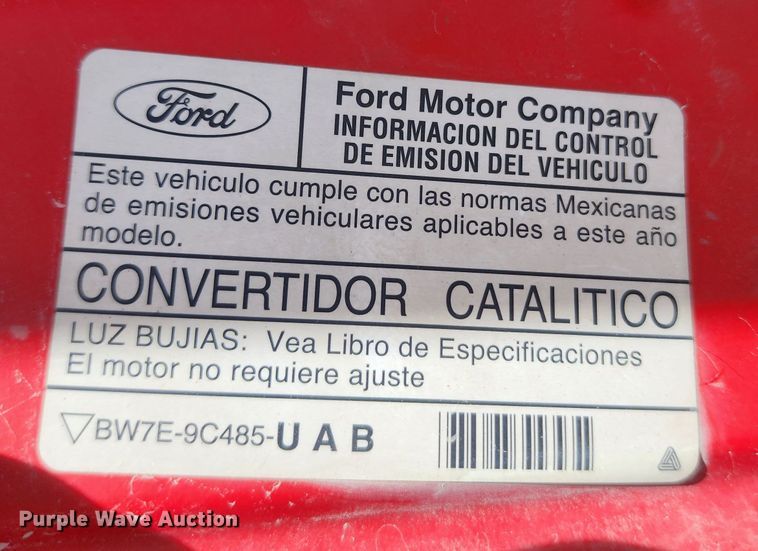 Ford
Ford Motor Company
INFORMACION DEL CONTROL
DE EMISION DEL VEHICULO
Este vehiculo cumple con las normas Mexicanas
de emisiones vehiculares aplicables a este año
modelo.
CONVERTIDOR CATALITICO
LUZ BUJIAS: Vea Libro de Especificaciones
El motor no requiere ajuste
BW7E-9C485-U A B
Purple Wave Auction